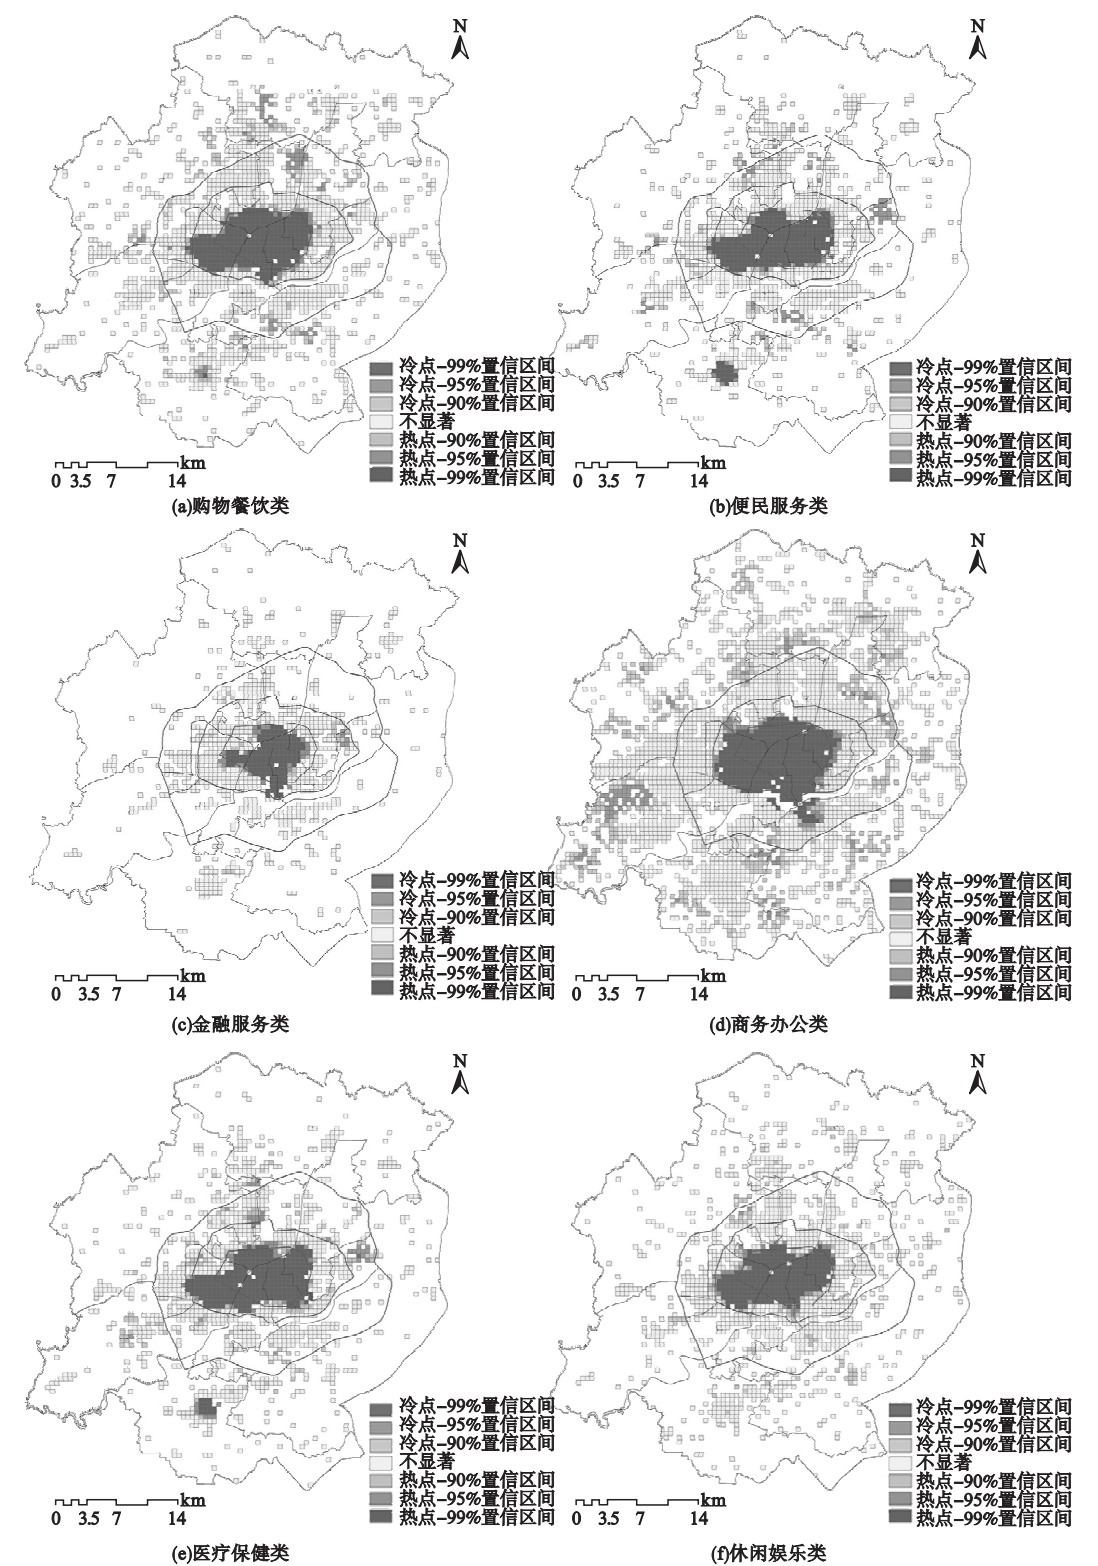 N
冷点-99%置信区间
冷点-95%置信区间
冷点-90%置信区间
不显著
热点-90%置信区间
热点-95%置信区间
热点-99%置信区间
km
0 3.5 7 14
(a)购物餐饮类
N
冷点-99%置信区间
冷点-95%置信区间
冷点-90%置信区间
不显著
热点-90%置信区间
热点-95%置信区间
热点-99%置信区间
km
0 3.5 7 14
(b)便民服务类
N
冷点-99%置信区间
冷点-95%置信区间
冷点-90%置信区间
不显著
热点-90%置信区间
热点-95%置信区间
热点-99%置信区间
km
0 3.5 7 14
(c)金融服务类
N
冷点-99%置信区间
冷点-95%置信区间
冷点-90%置信区间
不显著
热点-90%置信区间
热点-95%置信区间
热点-99%置信区间
km
0 3.5 7 14
(d)商务办公类
N
冷点-99%置信区间
冷点-95%置信区间
冷点-90%置信区间
不显著
热点-90%置信区间
热点-95%置信区间
热点-99%置信区间
km
0 3.5 7 14
(e)医疗保健类
N
冷点-99%置信区间
冷点-95%置信区间
冷点-90%置信区间
不显著
热点-90%置信区间
热点-95%置信区间
热点-99%置信区间
km
0 3.5 7 14
(f)休闲娱乐类